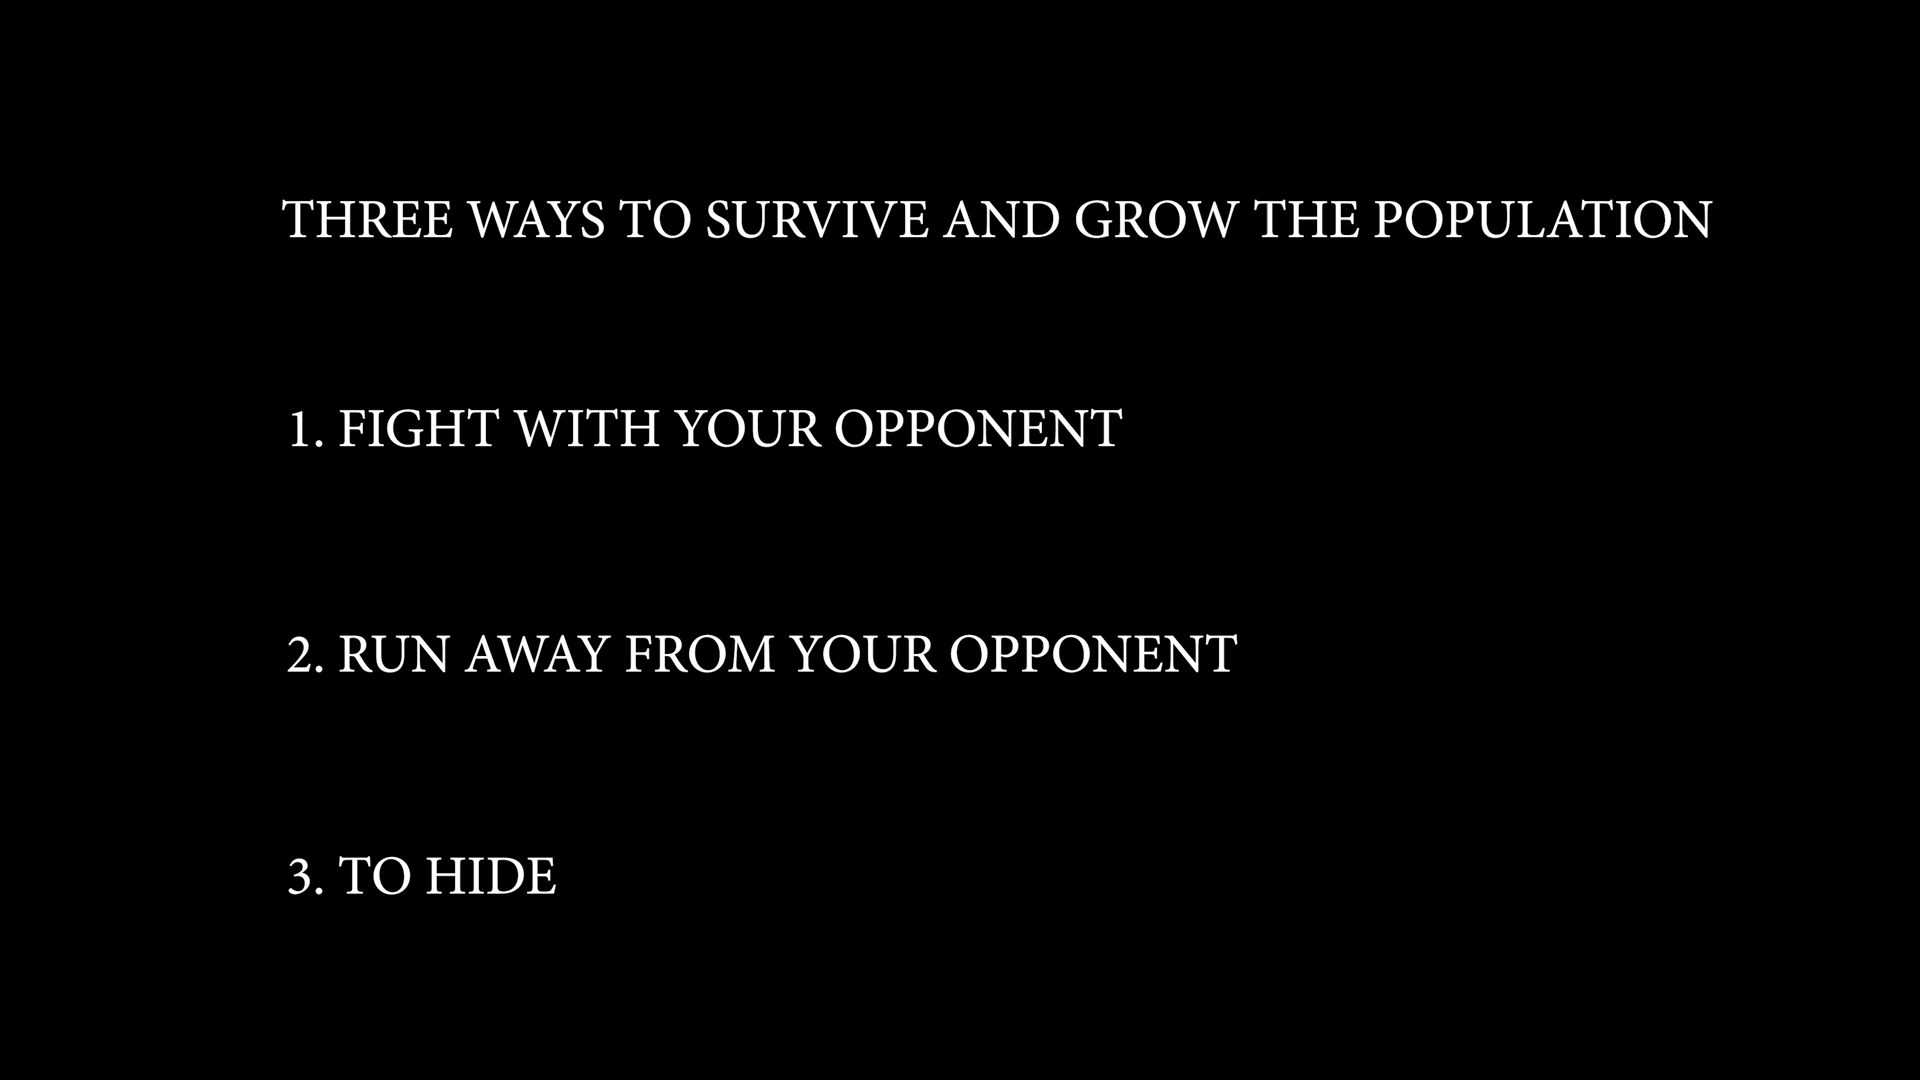 THREE WAYS TO SURVIVE AND GROW THE POPULATION
1. FIGHT WITH YOUR OPPONENT
2. RUN AWAY FROM YOUR OPPONENT
3. TO HIDE